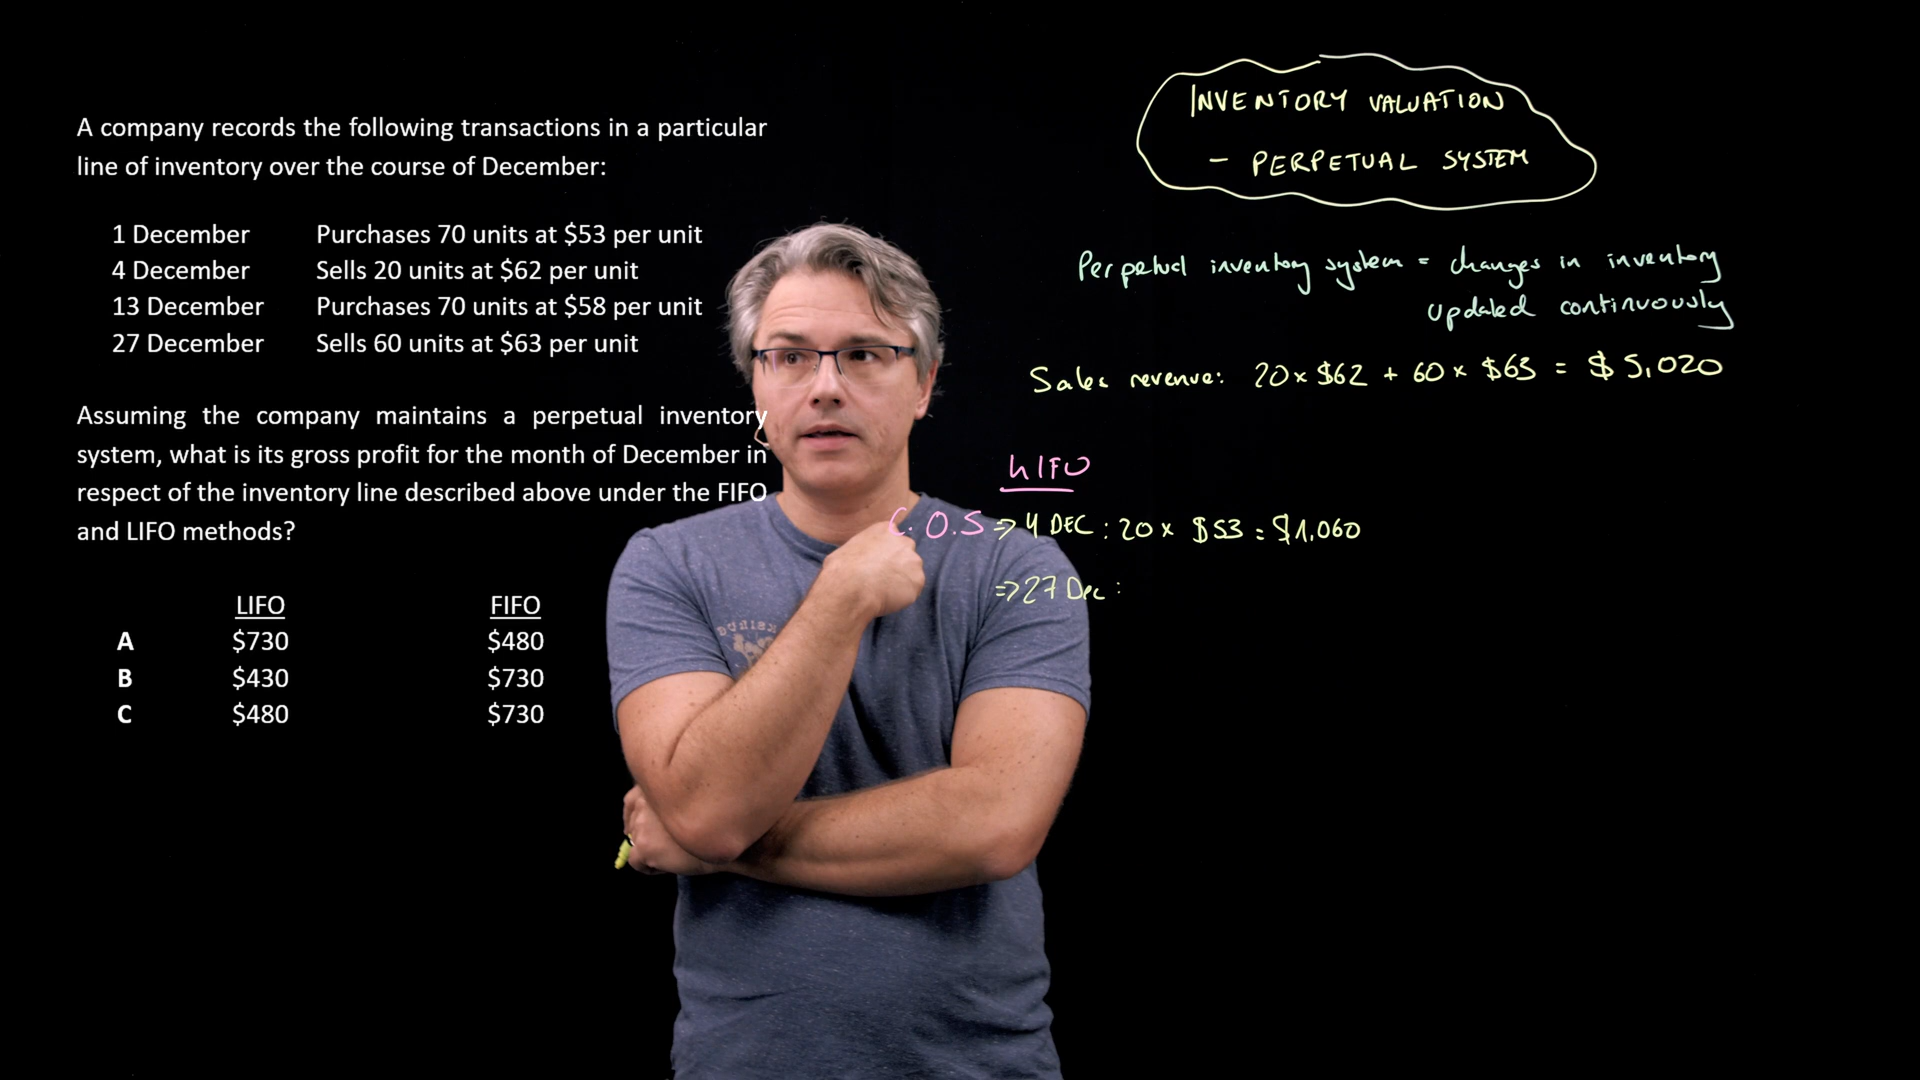 A company records the following transactions in a particular
line of inventory over the course of December:
1 December Purchases 70 units at $53 per unit
4 December Sells 20 units at $62 per unit
13 December Purchases 70 units at $58 per unit
27 December Sells 60 units at $63 per unit
Assuming the company maintains a perpetual inventory
system, what is its gross profit for the month of December in
respect of the inventory line described above under the FIFO
and LIFO methods?
LIFO FIFO
A $730 $480
B $430 $730
C $480 $730
INVENTORY VALUATION
- PERPETUAL SYSTEM
Perpetual inventory system = changes in inventory
updated continuously
Sales revenue: 20 x $62 + 60 x $63 = $5,020
LIFO
C.O.S => 4 DEC: 20 x $53 = $1,060
=> 27 Dec: